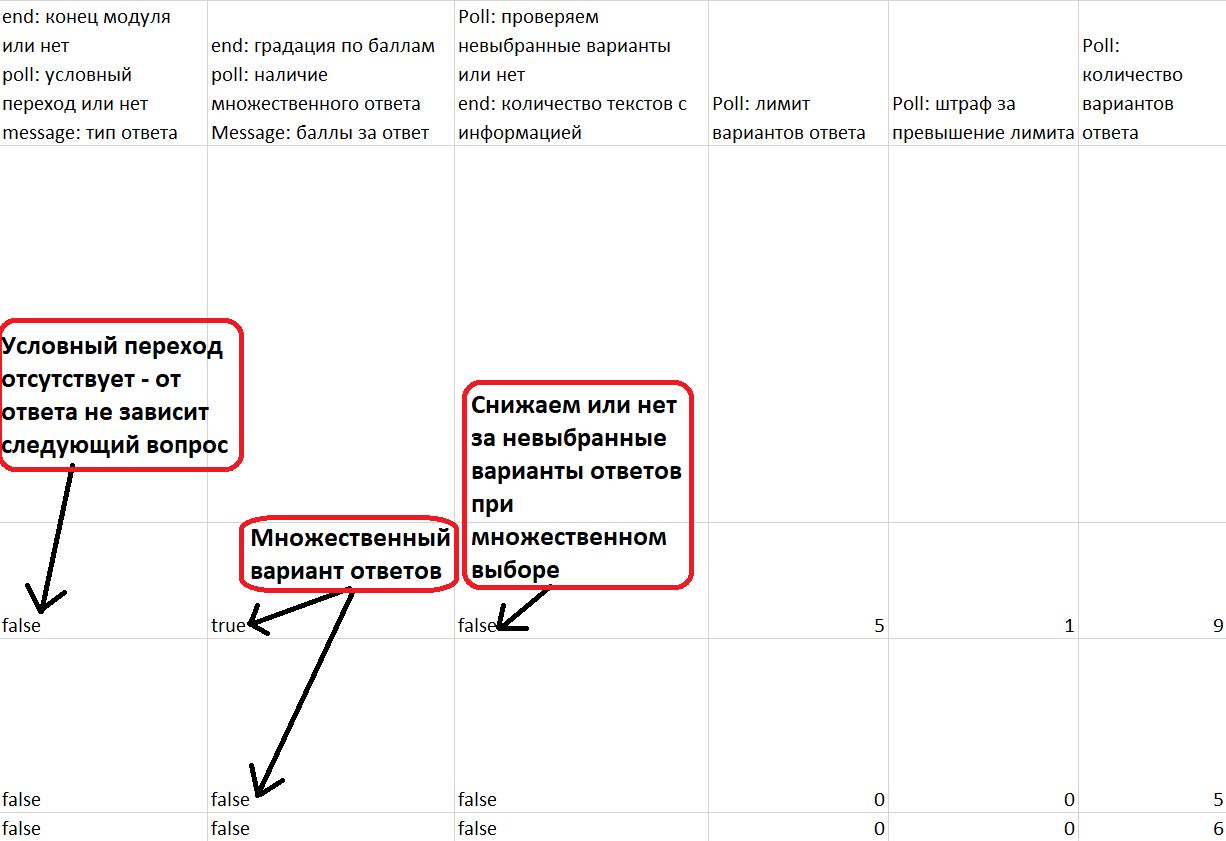 end: конец модуля
или нет
poll: условный
переход или нет
message: тип ответа
end: градация по баллам
poll: наличие
множественного ответа
Message: баллы за ответ
Poll: проверяем
невыбранные варианты
или нет
end: количество текстов с
информацией
Poll: лимит
вариантов ответа
Poll: штраф за
превышение лимита
Poll:
количество
вариантов
ответа
Условный переход
отсутствует - от
ответа не зависит
следующий вопрос
Множественный
вариант ответов
Снижаем или нет
за невыбранные
варианты ответов
при
множественном
выборе
false true false 5 1 9
false false false 0 0 5
false false false 0 0 6